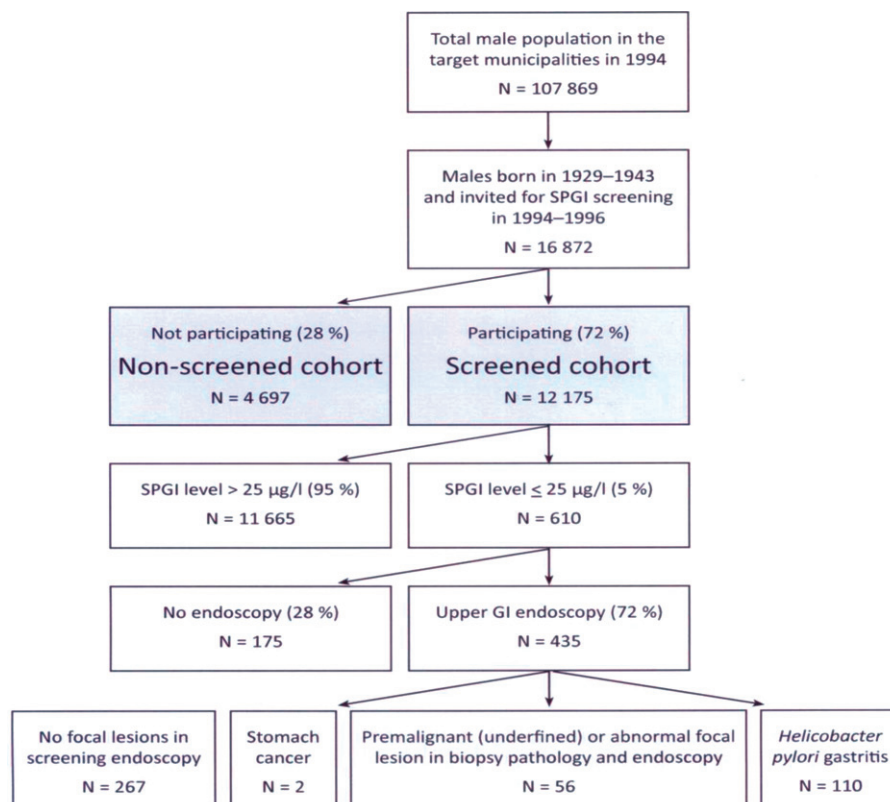 Total male population in the
target municipalities in 1994
N = 107 869
Males born in 1929–1943
and invited for SPGI screening
in 1994–1996
N = 16 872
Not participating (28 %)
Non-screened cohort
N = 4 697
Participating (72 %)
Screened cohort
N = 12 175
SPGI level > 25 µg/l (95 %)
N = 11 665
SPGI level ≤ 25 µg/l (5 %)
N = 610
No endoscopy (28 %)
N = 175
Upper GI endoscopy (72 %)
N = 435
No focal lesions in
screening endoscopy
N = 267
Stomach
cancer
N = 2
Premalignant (underfined) or abnormal focal
lesion in biopsy pathology and endoscopy
N = 56
Helicobacter
pylori gastritis
N = 110